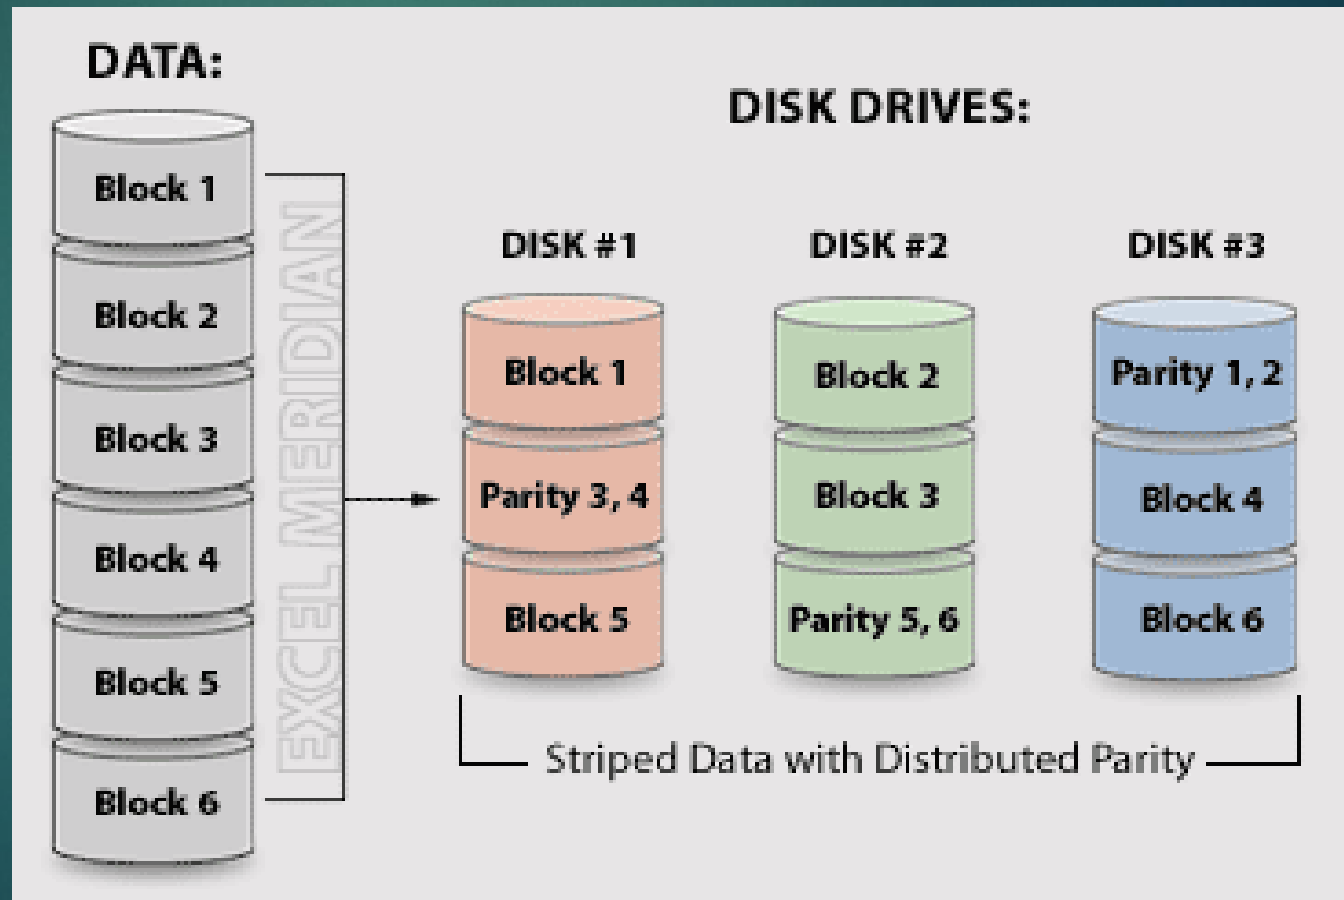 DATA:
Block 1
Block 2
Block 3
Block 4
Block 5
Block 6
EXCEL MERIDIAN
DISK DRIVES:
DISK #1
Block 1
Parity 3, 4
Block 5
DISK #2
Block 2
Block 3
Parity 5, 6
DISK #3
Parity 1, 2
Block 4
Block 6
Striped Data with Distributed Parity